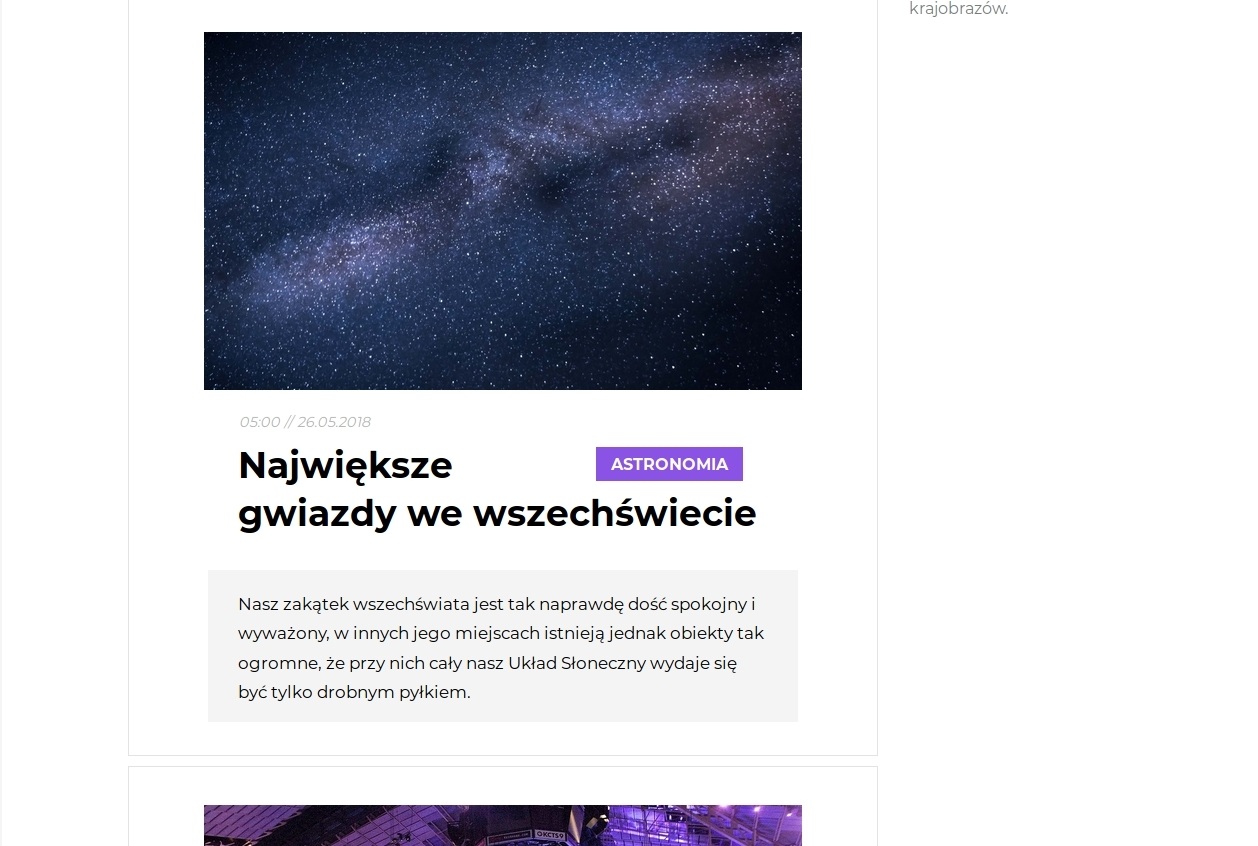 krajobrazów.
05:00 // 26.05.2018
Największe
ASTRONOMIA
gwiazdy we wszechświecie
Nasz zakątek wszechświata jest tak naprawdę dość spokojny i
wyważony, w innych jego miejscach istnieją jednak obiekty tak
ogromne, że przy nich cały nasz Układ Słoneczny wydaje się
być tylko drobnym pyłkiem.
KCTS9